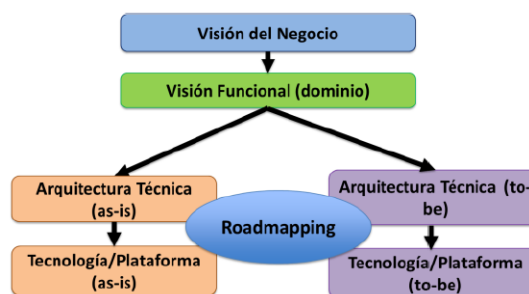 Visión del Negocio
Visión Funcional (dominio)
Arquitectura Técnica
(as-is)
Arquitectura Técnica (to-
be)
Roadmapping
Tecnología/Plataforma
(as-is)
Tecnología/Plataforma
(to-be)